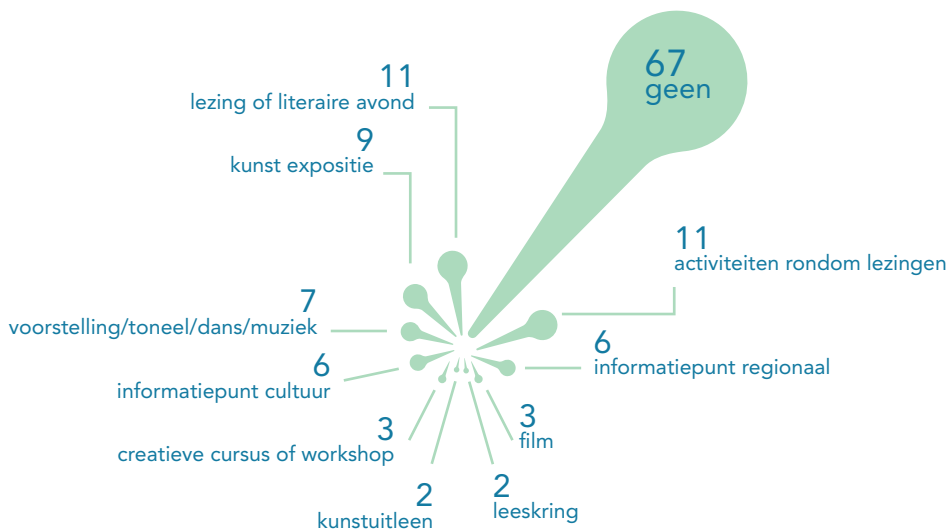 67
geen
11
lezing of literaire avond
9
kunst expositie
11
activiteiten rondom lezingen
7
voorstelling/toneel/dans/muziek
6
informatiepunt regionaal
6
informatiepunt cultuur
3
film
3
creatieve cursus of workshop
2
leeskring
2
kunstuitleen